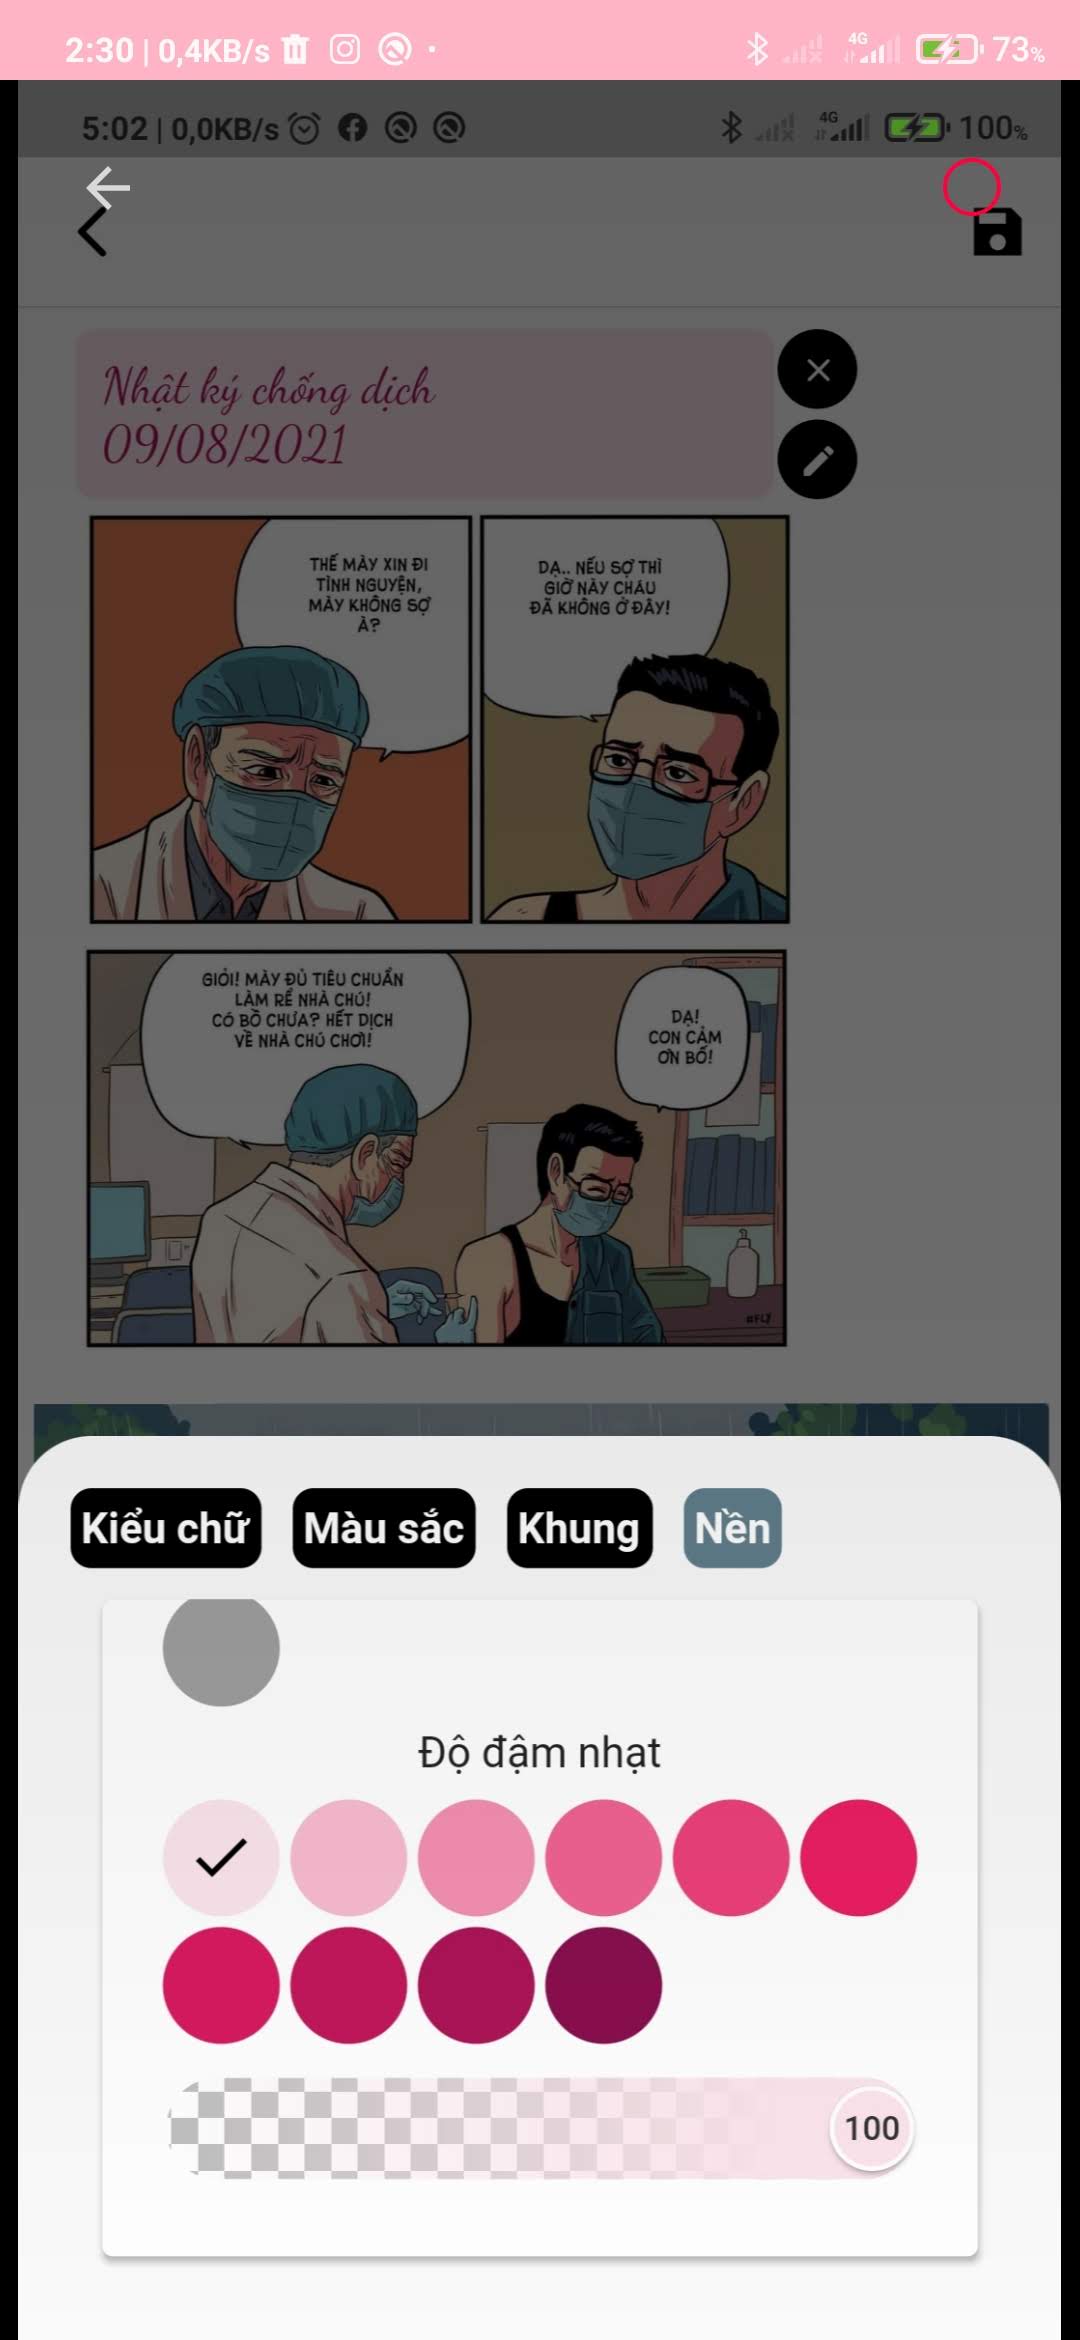 2:30 | 0,4KB/s
4G
73%
5:02 | 0,0KB/s
4G
100%
Nhật ký chống dịch
09/08/2021
THẾ MÀY XIN ĐI
TÌNH NGUYỆN,
MÀY KHÔNG SỢ
À?
DẠ.. NẾU SỢ THÌ
GIỜ NÀY CHÁU
ĐÃ KHÔNG Ở ĐÂY!
GIỎI! MÀY ĐỦ TIÊU CHUẨN
LÀM RỂ NHÀ CHÚ!
CÓ BỒ CHƯA? HẾT DỊCH
VỀ NHÀ CHÚ CHƠI!
DẠ!
CON CẢM
ƠN BỐ!
#FLY
Kiểu chữ
Màu sắc
Khung
Nền
Độ đậm nhạt
100